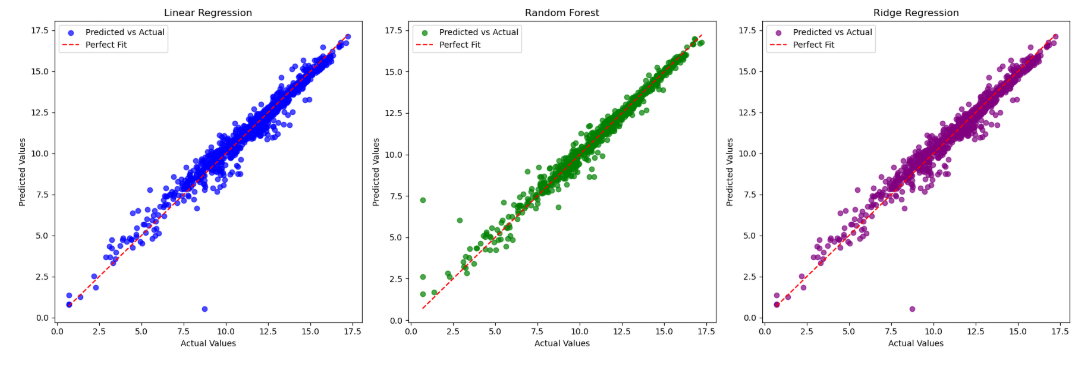 Linear Regression
Predicted vs Actual
Perfect Fit
17.5
15.0
12.5
10.0
7.5
5.0
2.5
0.0
Predicted Values
0.0 2.5 5.0 7.5 10.0 12.5 15.0 17.5
Actual Values
Random Forest
Predicted vs Actual
Perfect Fit
17.5
15.0
12.5
10.0
7.5
5.0
2.5
0.0
Predicted Values
0.0 2.5 5.0 7.5 10.0 12.5 15.0 17.5
Actual Values
Ridge Regression
Predicted vs Actual
Perfect Fit
17.5
15.0
12.5
10.0
7.5
5.0
2.5
0.0
Predicted Values
0.0 2.5 5.0 7.5 10.0 12.5 15.0 17.5
Actual Values